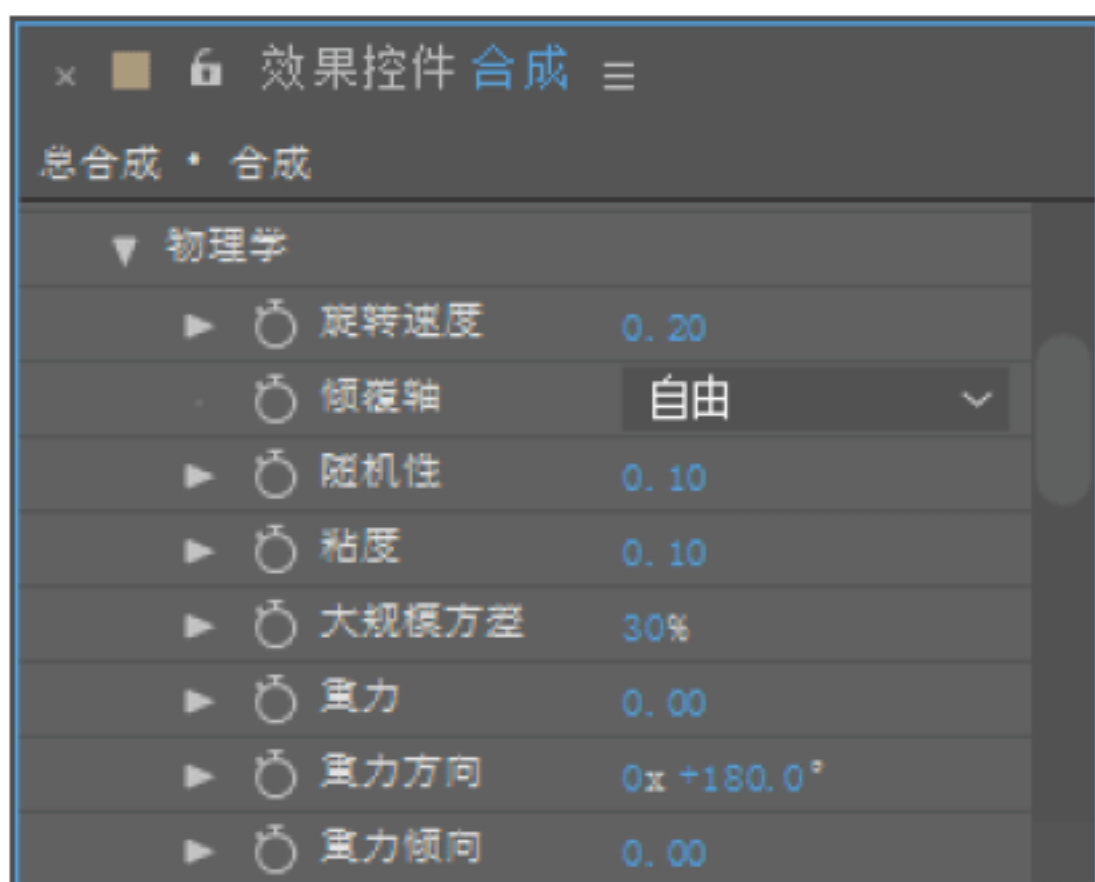 效果控件 合成
总合成 • 合成
物理学
旋转速度 0.20
倾覆轴 自由
随机性 0.10
粘度 0.10
大规模方差 30%
重力 0.00
重力方向 0x +180.0°
重力倾向 0.00